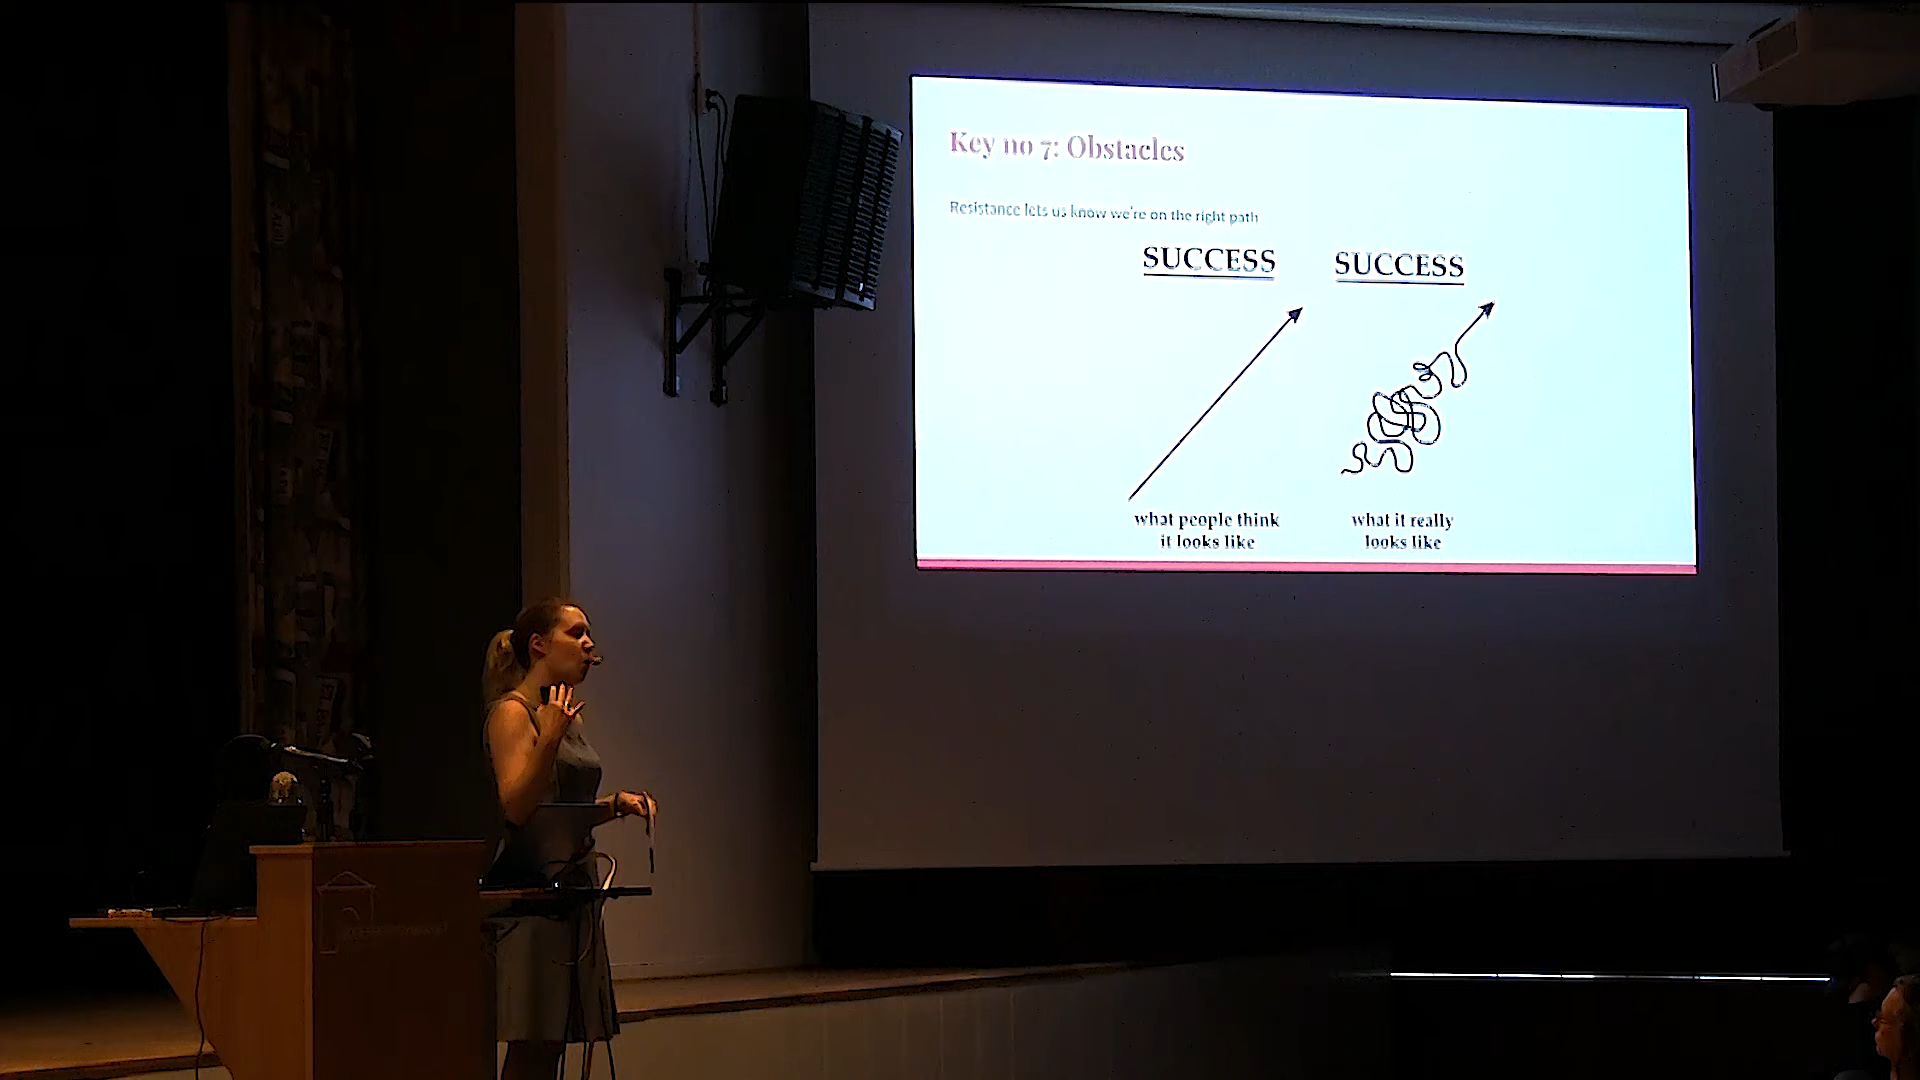 Key no 7: Obstacles
Resistance lets us know we're on the right path
SUCCESS
SUCCESS
what people think
it looks like
what it really
looks like